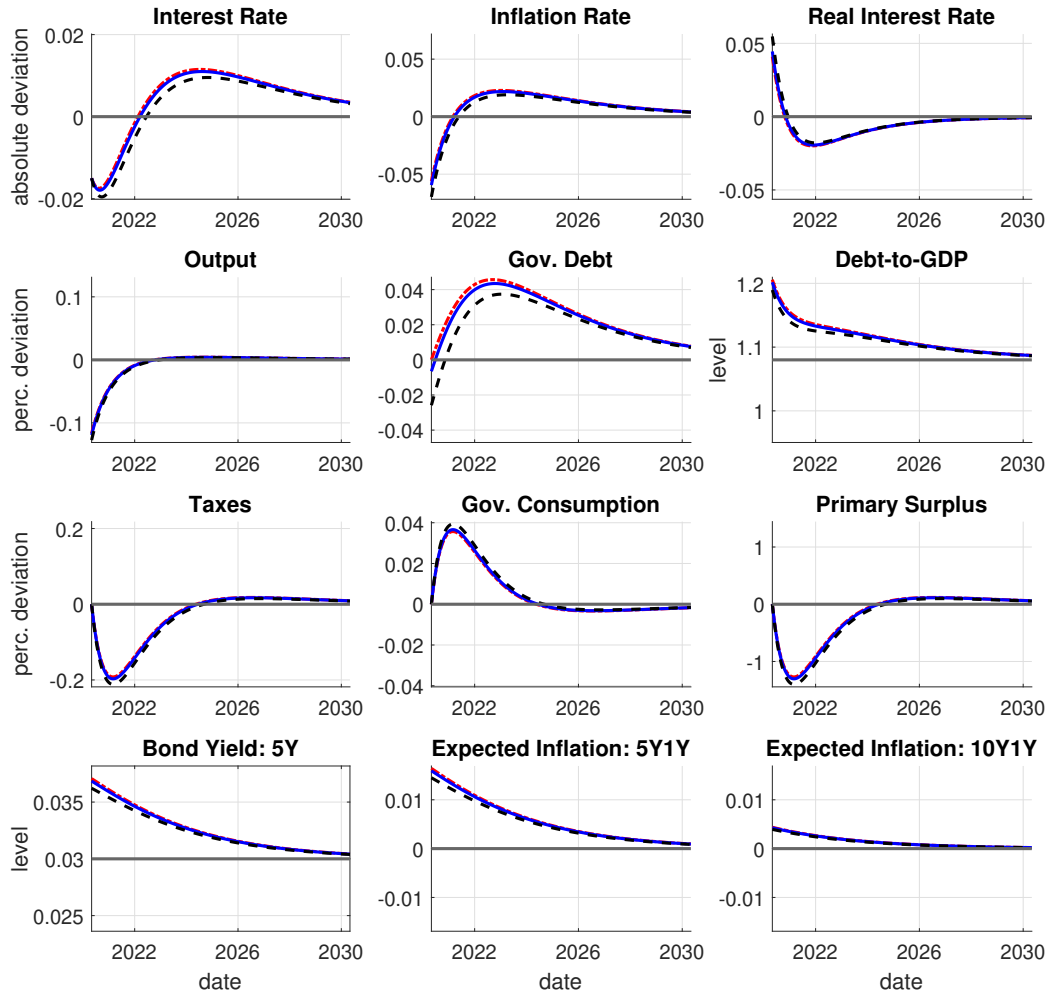 Interest Rate
absolute deviation
0.02
0
-0.02
2022 2026 2030
Inflation Rate
0.05
0
-0.05
2022 2026 2030
Real Interest Rate
0.05
0
-0.05
2022 2026 2030
Output
perc. deviation
0.1
0
-0.1
2022 2026 2030
Gov. Debt
0.04
0.02
0
-0.02
-0.04
2022 2026 2030
Debt-to-GDP
level
1.2
1.1
1
2022 2026 2030
Taxes
perc. deviation
0.2
0
-0.2
2022 2026 2030
Gov. Consumption
0.04
0.02
0
-0.02
-0.04
2022 2026 2030
Primary Surplus
1
0
-1
2022 2026 2030
Bond Yield: 5Y
level
0.035
0.03
0.025
2022 2026 2030
date
Expected Inflation: 5Y1Y
0.01
0
-0.01
2022 2026 2030
date
Expected Inflation: 10Y1Y
0.01
0
-0.01
2022 2026 2030
date